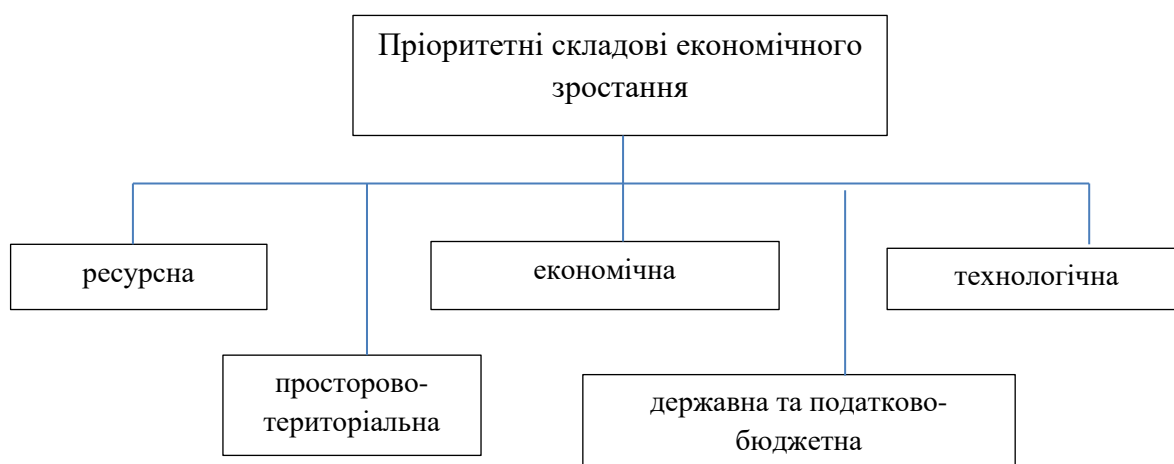 Пріоритетні складові економічного
зростання
ресурсна
економічна
технологічна
просторово-
територіальна
державна та податково-
бюджетна